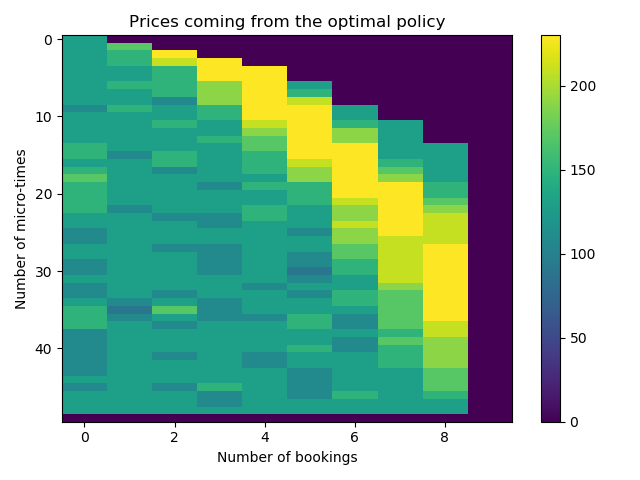 Prices coming from the optimal policy
0
10
20
30
40
Number of micro-times
0 2 4 6 8
Number of bookings
200
150
100
50
0